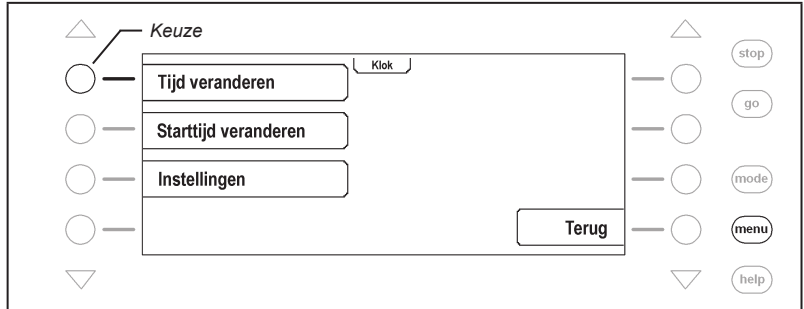 Keuze
Klok
Tijd veranderen
Starttijd veranderen
Instellingen
Terug
stop
go
mode
menu
help